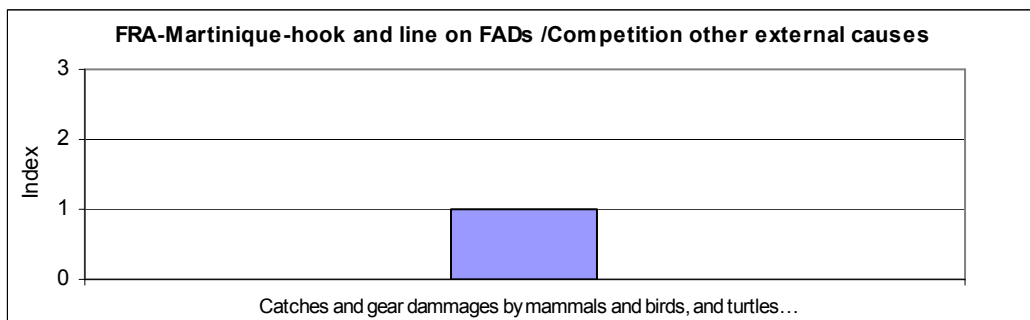 FRA-Martinique-hook and line on FADs /Competition other external causes
3
2
1
0
Index
Catches and gear dammages by mammals and birds, and turtles…